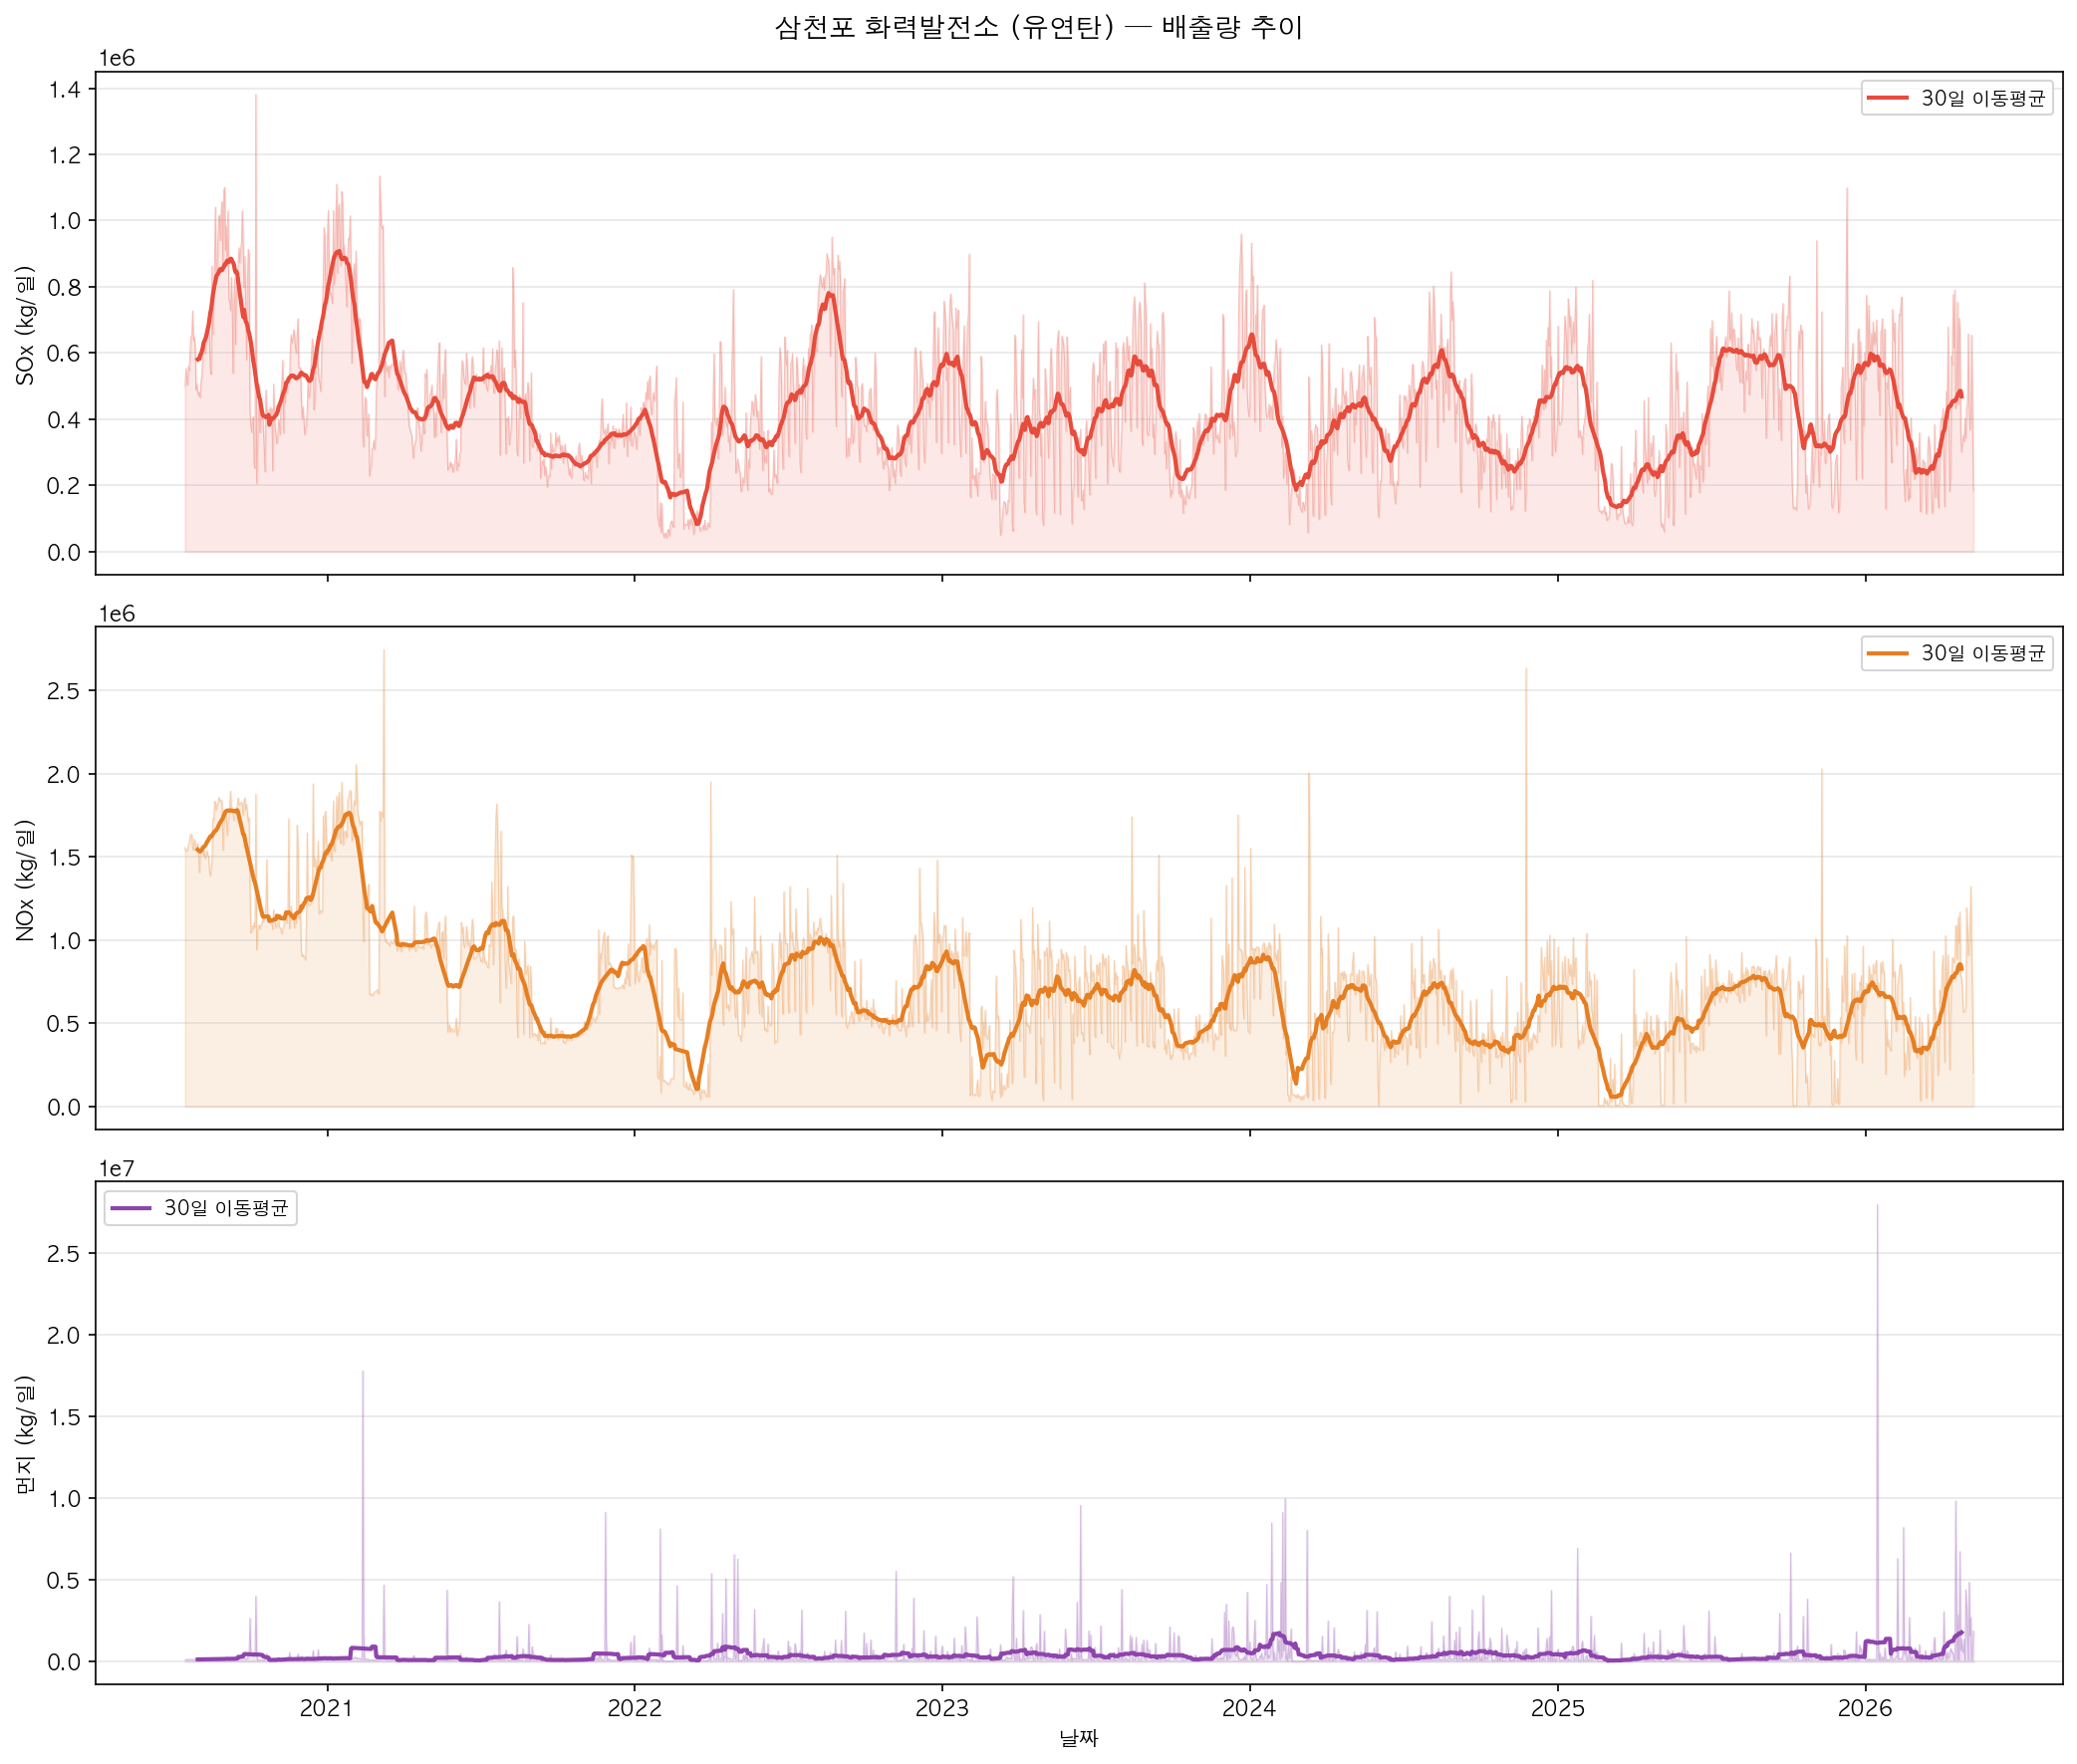 삼천포 화력발전소 (유연탄) — 배출량 추이
1e6
1.4
1.2
1.0
0.8
0.6
0.4
0.2
0.0
SOx (kg/일)
30일 이동평균
1e6
2.5
2.0
1.5
1.0
0.5
0.0
NOx (kg/일)
30일 이동평균
1e7
2.5
2.0
1.5
1.0
0.5
0.0
먼지 (kg/일)
30일 이동평균
2021 2022 2023 2024 2025 2026
날짜